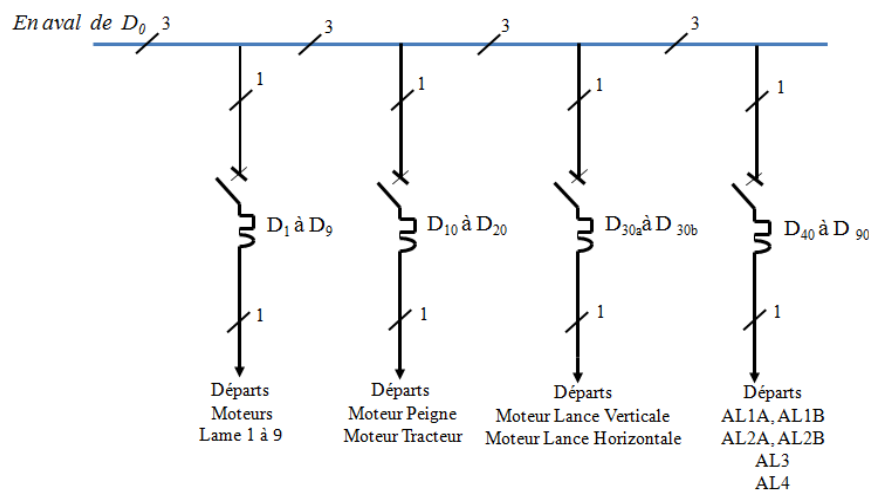 En aval de D₀ 3
3
3
3
1
1
1
1
D₁ à D₉
D₁₀ à D₂₀
D₃₀ₐà D ₃₀b
D₄₀ à D ₉₀
1
1
1
1
Départs
Moteurs
Lame 1 à 9
Départs
Moteur Peigne
Moteur Tracteur
Départs
Moteur Lance Verticale
Moteur Lance Horizontale
Départs
AL1A, AL1B
AL2A, AL2B
AL3
AL4